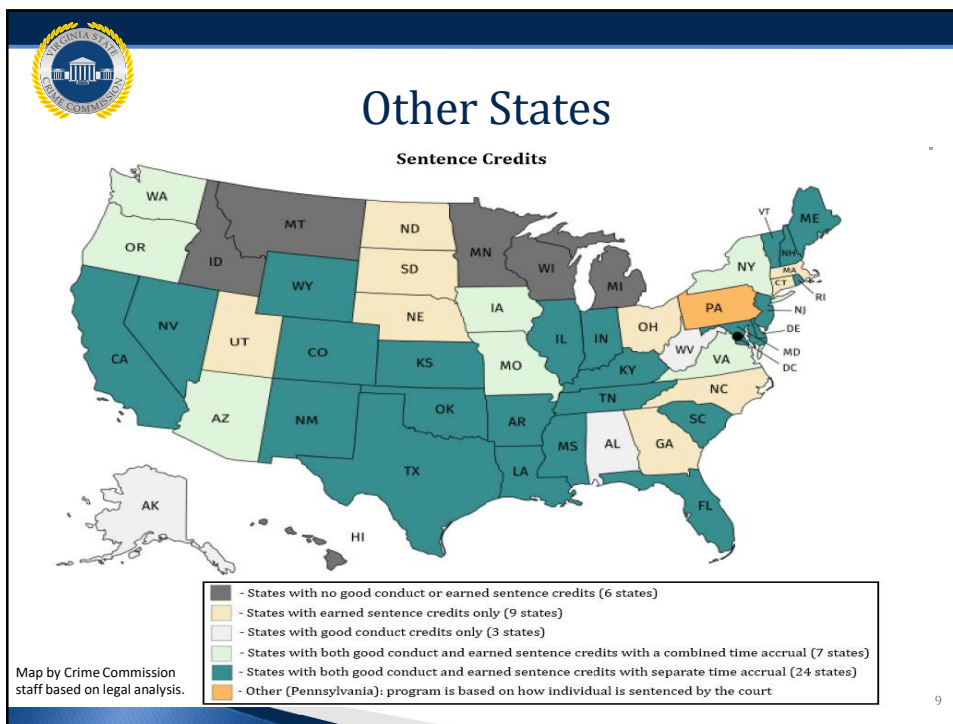 VIRGINIA STATE
CRIME COMMISSION
Other States
Sentence Credits
WA
OR
ID
MT
ND
SD
NE
MN
WI
MI
IA
WY
NV
UT
CO
CA
AZ
NM
KS
OK
TX
MO
AR
LA
IL
IN
OH
KY
TN
MS
AL
GA
FL
SC
NC
VA
WV
PA
NY
VT
NH
ME
MA
CT
RI
NJ
DE
MD
DC
AK
HI
- States with no good conduct or earned sentence credits (6 states)
- States with earned sentence credits only (9 states)
- States with good conduct credits only (3 states)
- States with both good conduct and earned sentence credits with a combined time accrual (7 states)
- States with both good conduct and earned sentence credits with separate time accrual (24 states)
- Other (Pennsylvania): program is based on how individual is sentenced by the court
Map by Crime Commission
staff based on legal analysis.
9